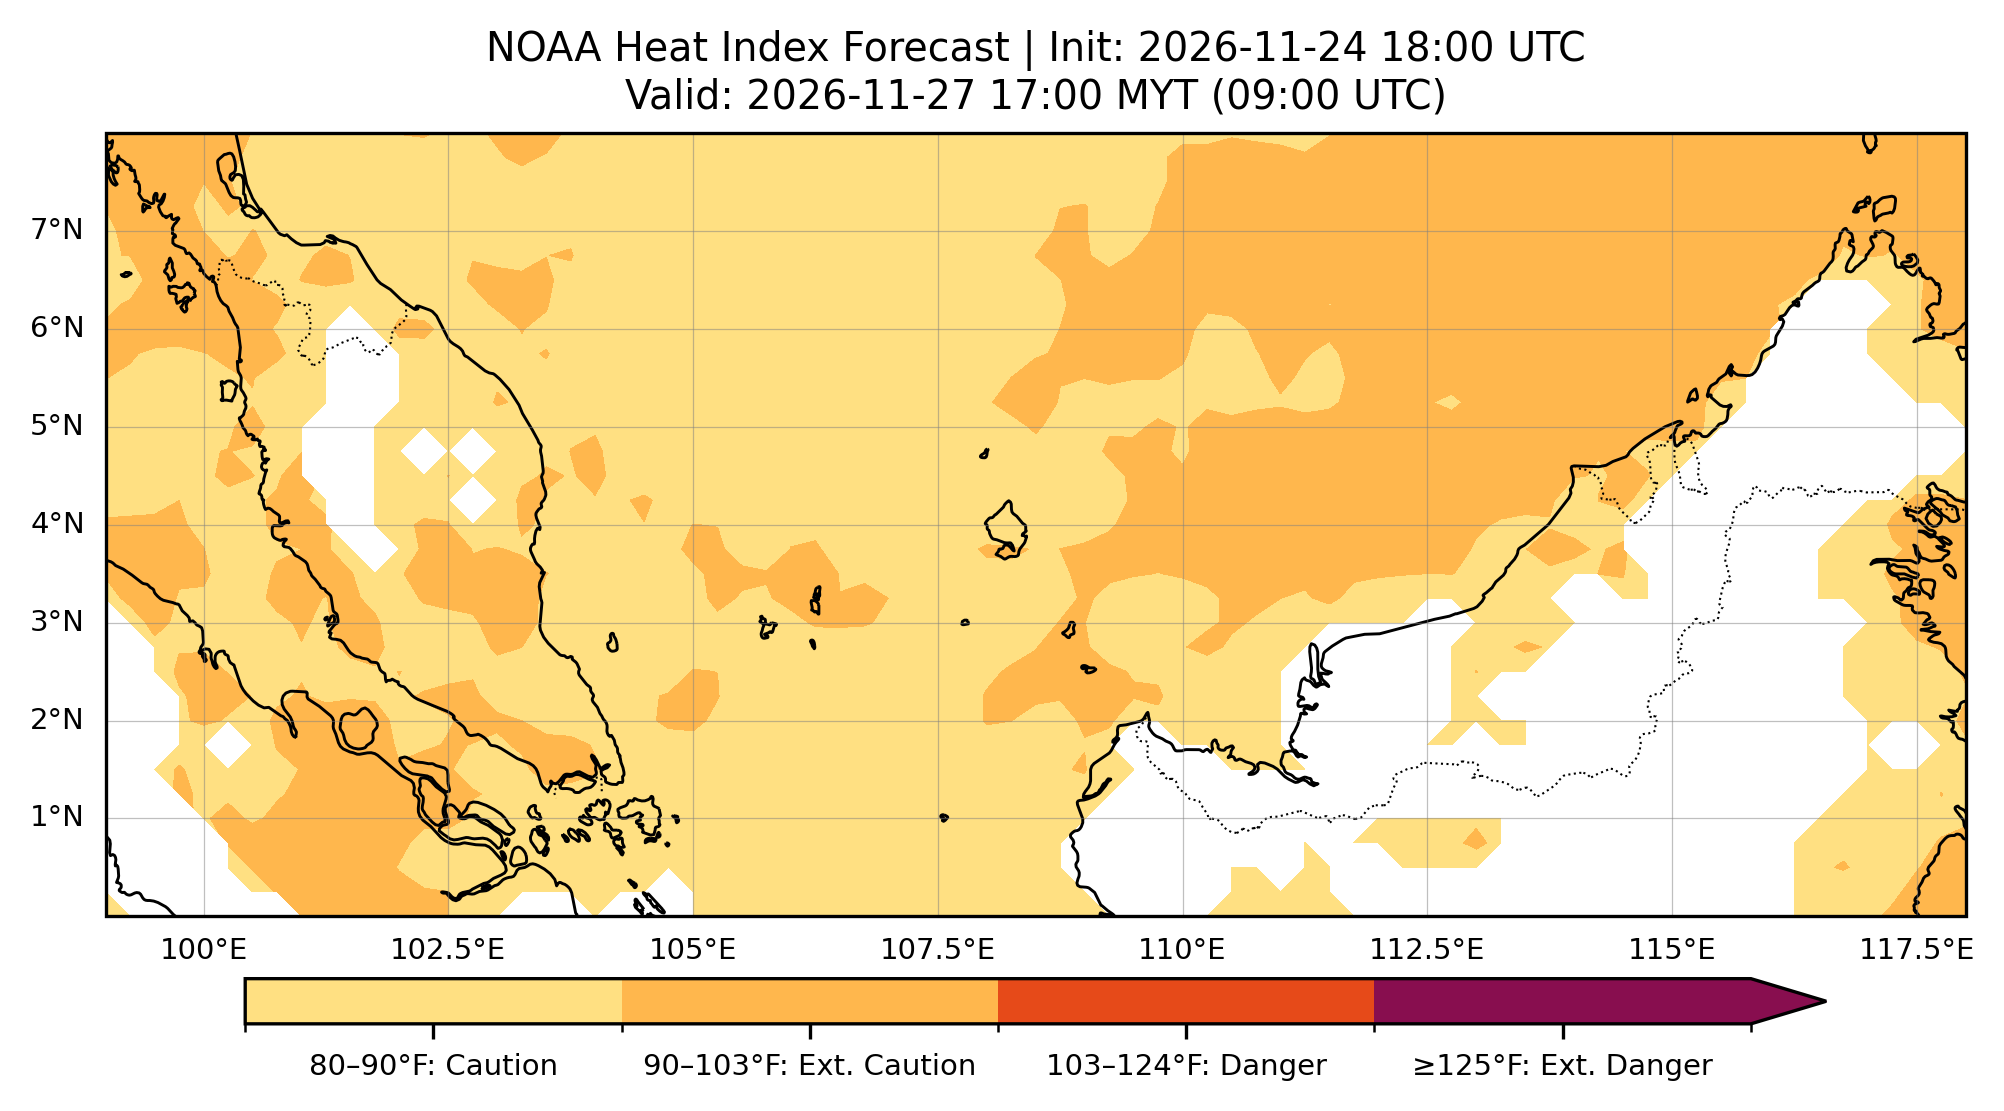 NOAA Heat Index Forecast | Init: 2026-11-24 18:00 UTC
Valid: 2026-11-27 17:00 MYT (09:00 UTC)
7°N
6°N
5°N
4°N
3°N
2°N
1°N
100°E 102.5°E 105°E 107.5°E 110°E 112.5°E 115°E 117.5°E
80–90°F: Caution 90–103°F: Ext. Caution 103–124°F: Danger ≥125°F: Ext. Danger